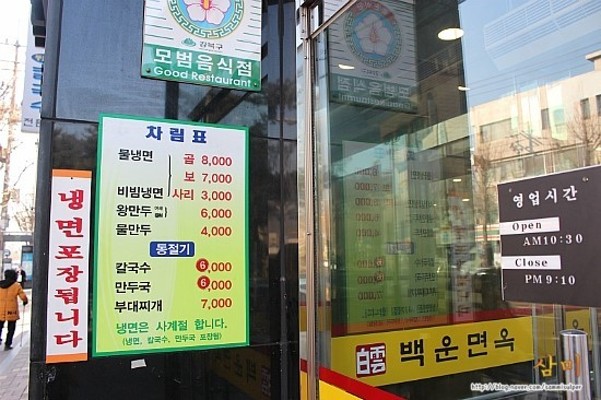 강북구
모범음식점
Good Restaurant
차림표
물냉면 곱 8,000
보 7,000
비빔냉면 사리 3,000
왕만두 6,000
물만두 4,000
동절기
칼국수 6,000
만두국 6,000
부대찌개 7,000
냉면은 사계절 합니다.
(냉면, 칼국수, 만두국 포장됨)
냉면포장됩니다
영업시간
Open
AM10:30
Close
PM9:10
白雲 백운면옥
삼미